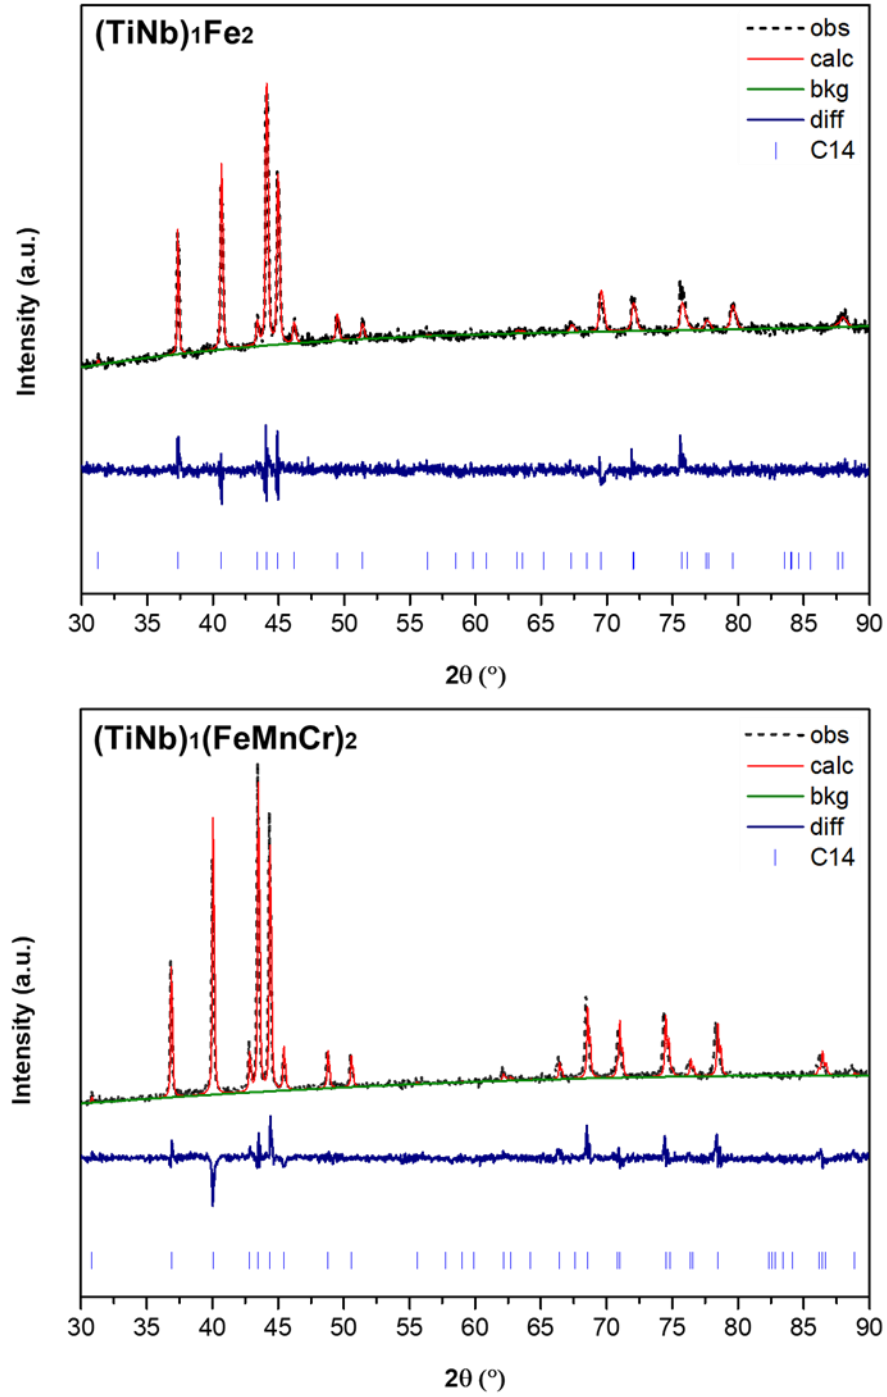 (TiNb)₁Fe₂
obs
calc
bkg
diff
C14
Intensity (a.u.)
30 35 40 45 50 55 60 65 70 75 80 85 90
2θ (°)
(TiNb)₁(FeMnCr)₂
obs
calc
bkg
diff
C14
Intensity (a.u.)
30 35 40 45 50 55 60 65 70 75 80 85 90
2θ (°)